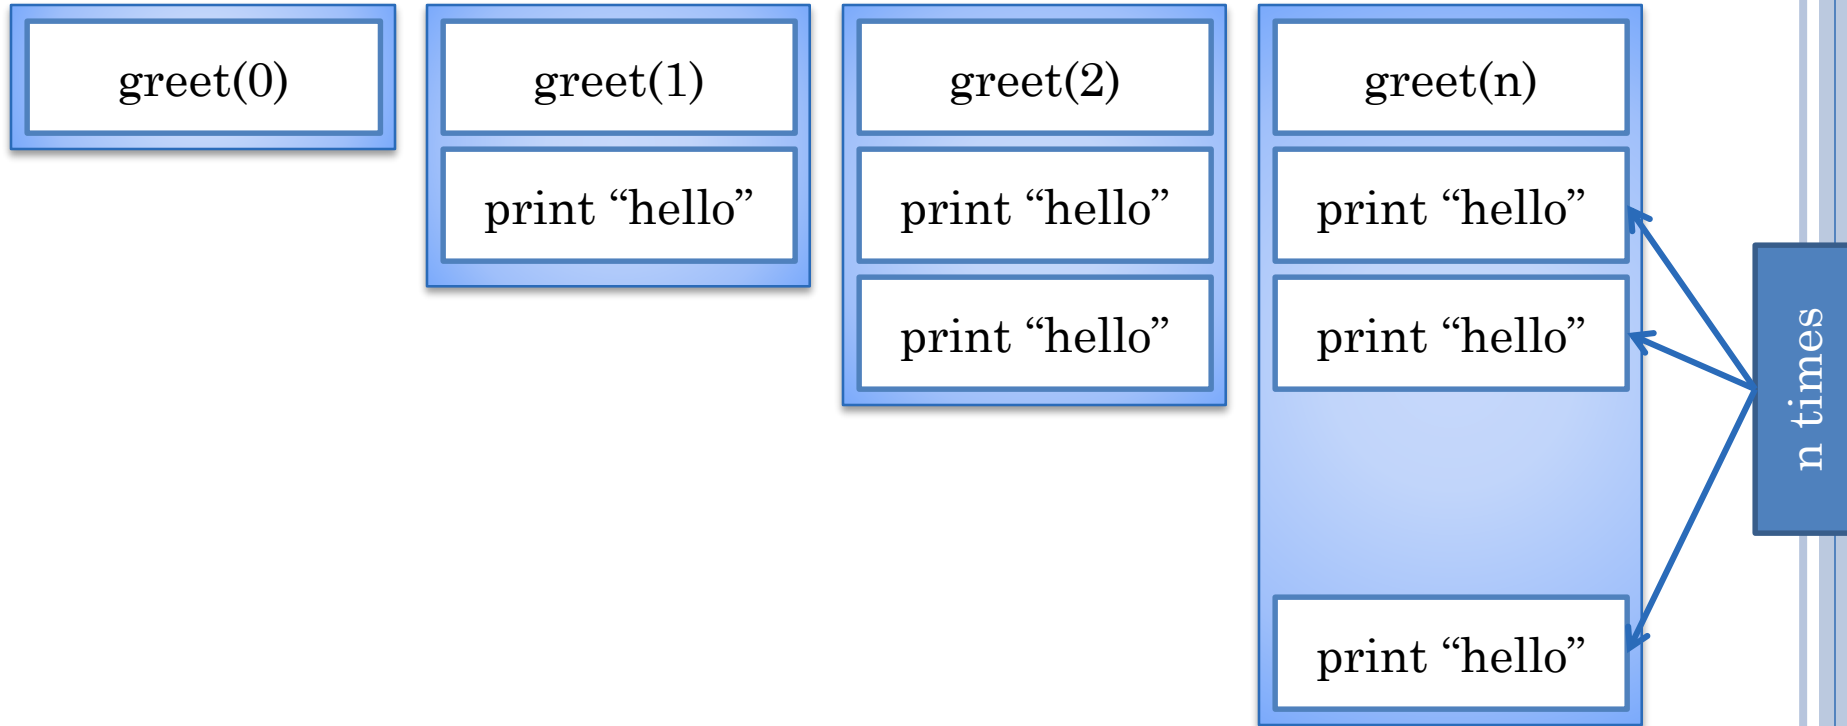 greet(0)
greet(1)
print “hello”
greet(2)
print “hello”
print “hello”
greet(n)
print “hello”
print “hello”
print “hello”
n times